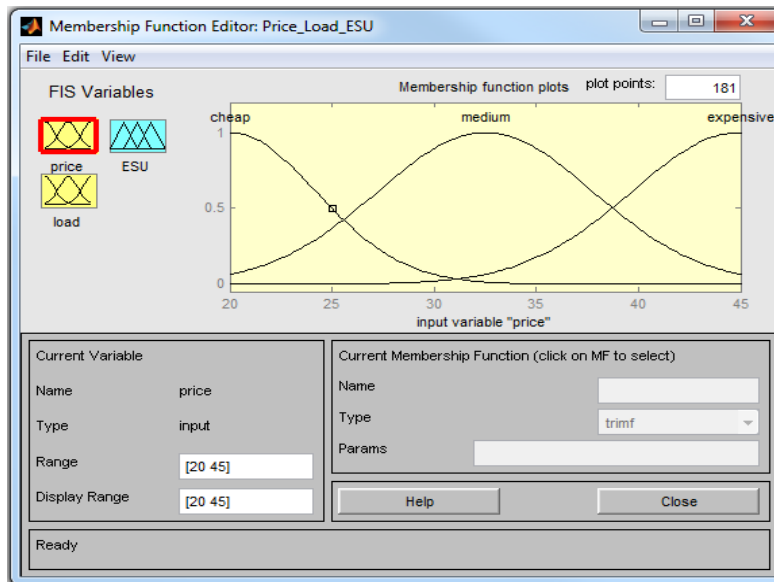 Membership Function Editor: Price_Load_ESU
File Edit View
FIS Variables
price
ESU
load
Membership function plots
plot points:
181
cheap
medium
expensive
1
0.5
0
20
25
30
35
40
45
input variable "price"
Current Variable
Name
price
Type
input
Range
[20 45]
Display Range
[20 45]
Current Membership Function (click on MF to select)
Name
Type
trimf
Params
Help
Close
Ready